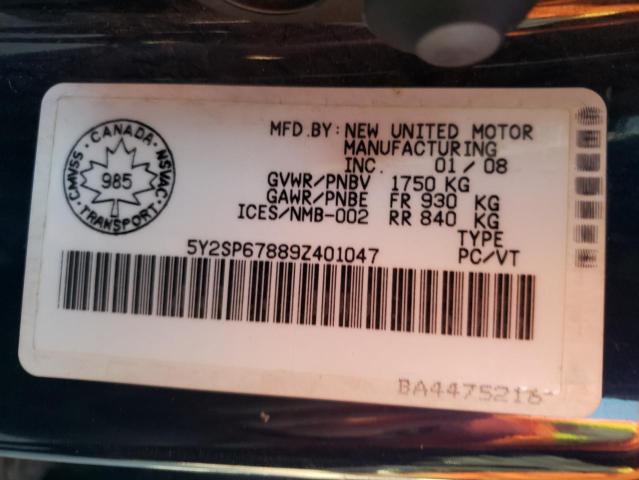 CMVSS · CANADA · NSVAC
985
· TRANSPORT ·
MFD.BY: NEW UNITED MOTOR
MANUFACTURING
INC. 01/08
GVWR/PNBV 1750 KG
GAWR/PNBE FR 930 KG
ICES/NMB-002 RR 840 KG
TYPE
PC/VT
5Y2SP67889Z401047
BA4475216